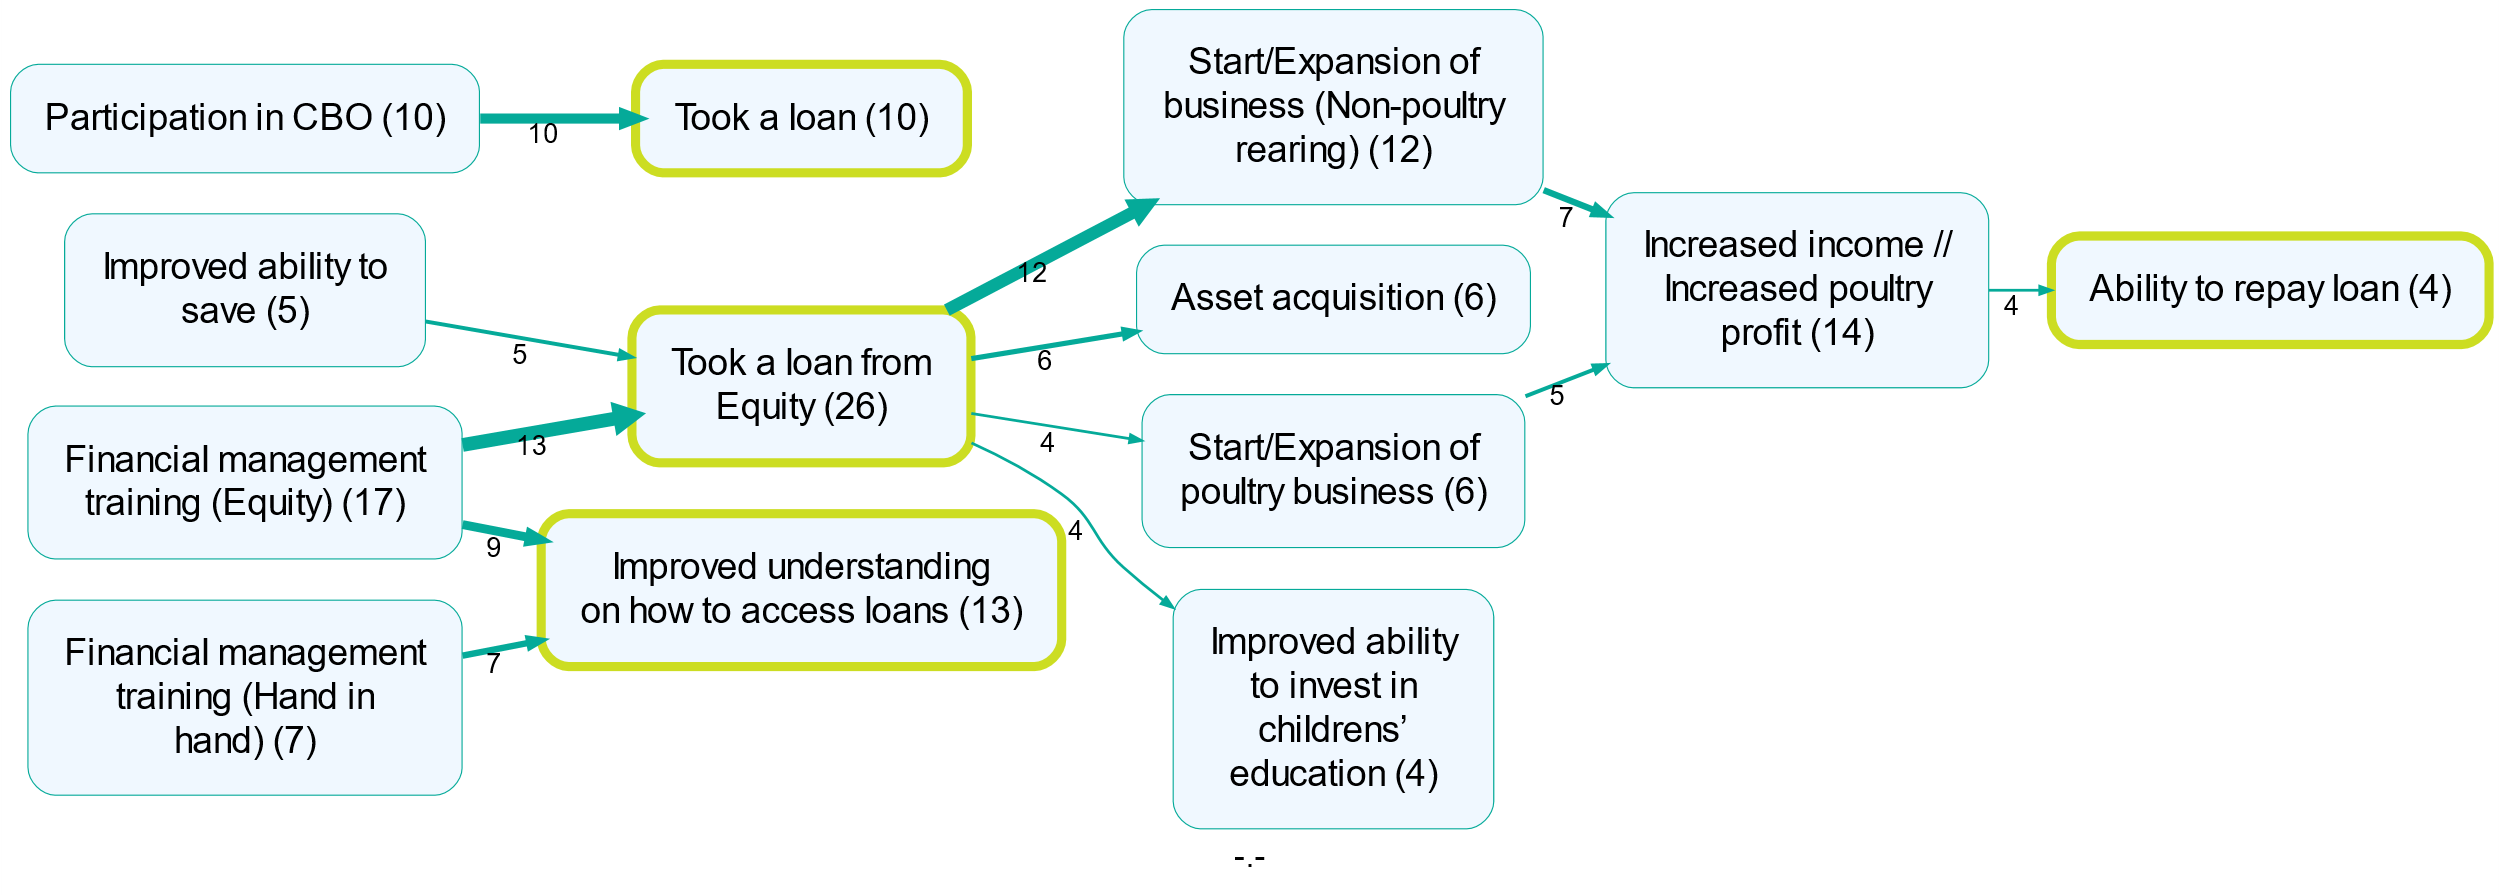 Participation in CBO (10)
10
Took a loan (10)
Improved ability to
save (5)
5
Financial management
training (Equity) (17)
13
9
Financial management
training (Hand in
hand) (7)
7
Took a loan from
Equity (26)
Improved understanding
on how to access loans (13)
12
6
4
4
Start/Expansion of
business (Non-poultry
rearing) (12)
7
Asset acquisition (6)
Start/Expansion of
poultry business (6)
5
Improved ability
to invest in
childrens’
education (4)
Increased income //
Increased poultry
profit (14)
4
Ability to repay loan (4)
-.-